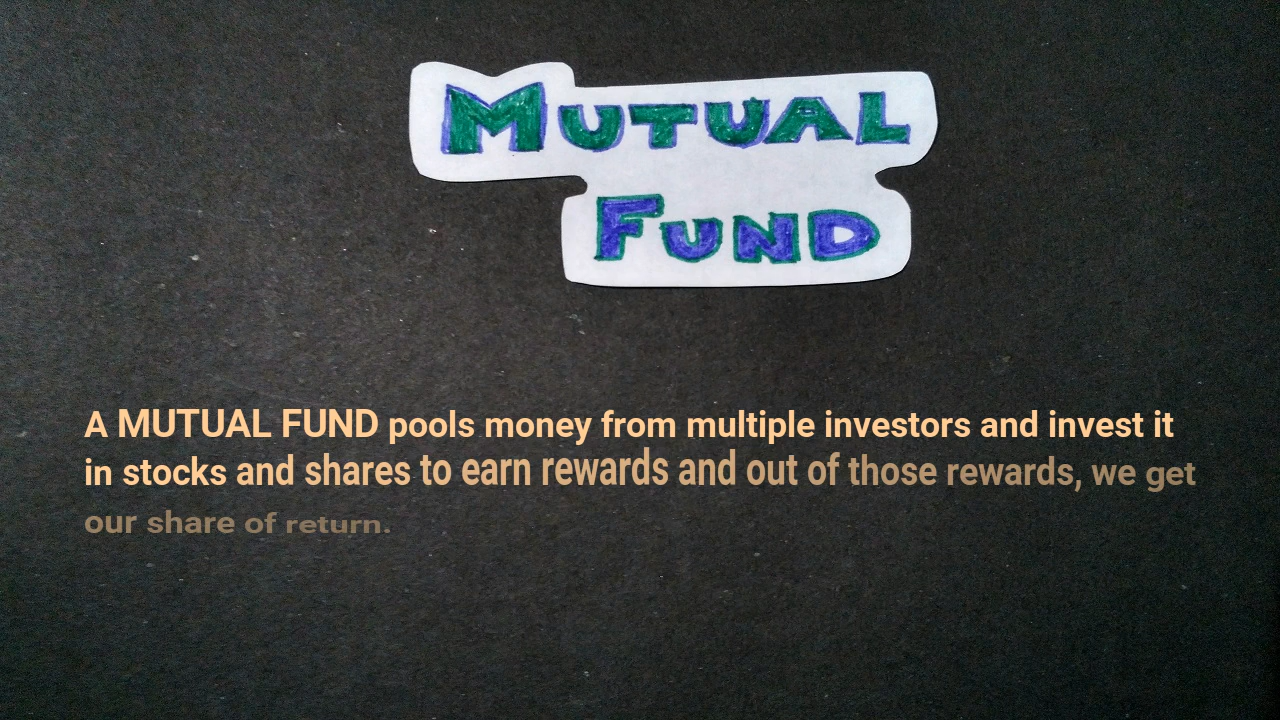 MUTUAL
FUND
A MUTUAL FUND pools money from multiple investors and invest it
in stocks and shares to earn rewards and out of those rewards, we get
our share of return.